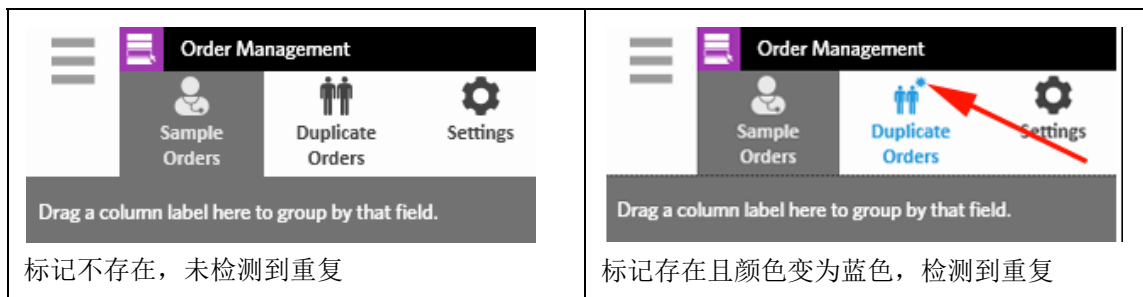 Order Management
Sample Orders
Duplicate Orders
Settings
Drag a column label here to group by that field.
标记不存在，未检测到重复
Order Management
Sample Orders
Duplicate Orders
Settings
Drag a column label here to group by that field.
标记存在且颜色变为蓝色，检测到重复